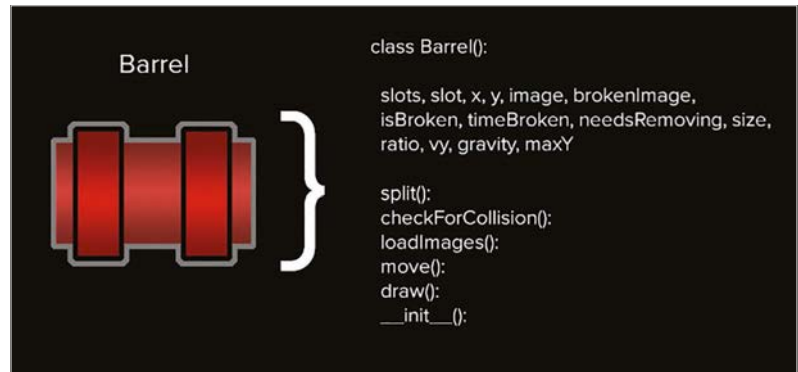 Barrel
class Barrel():
slots, slot, x, y, image, brokenImage,
isBroken, timeBroken, needsRemoving, size,
ratio, vy, gravity, maxY
split():
checkForCollision():
loadImages():
move():
draw():
__init__():